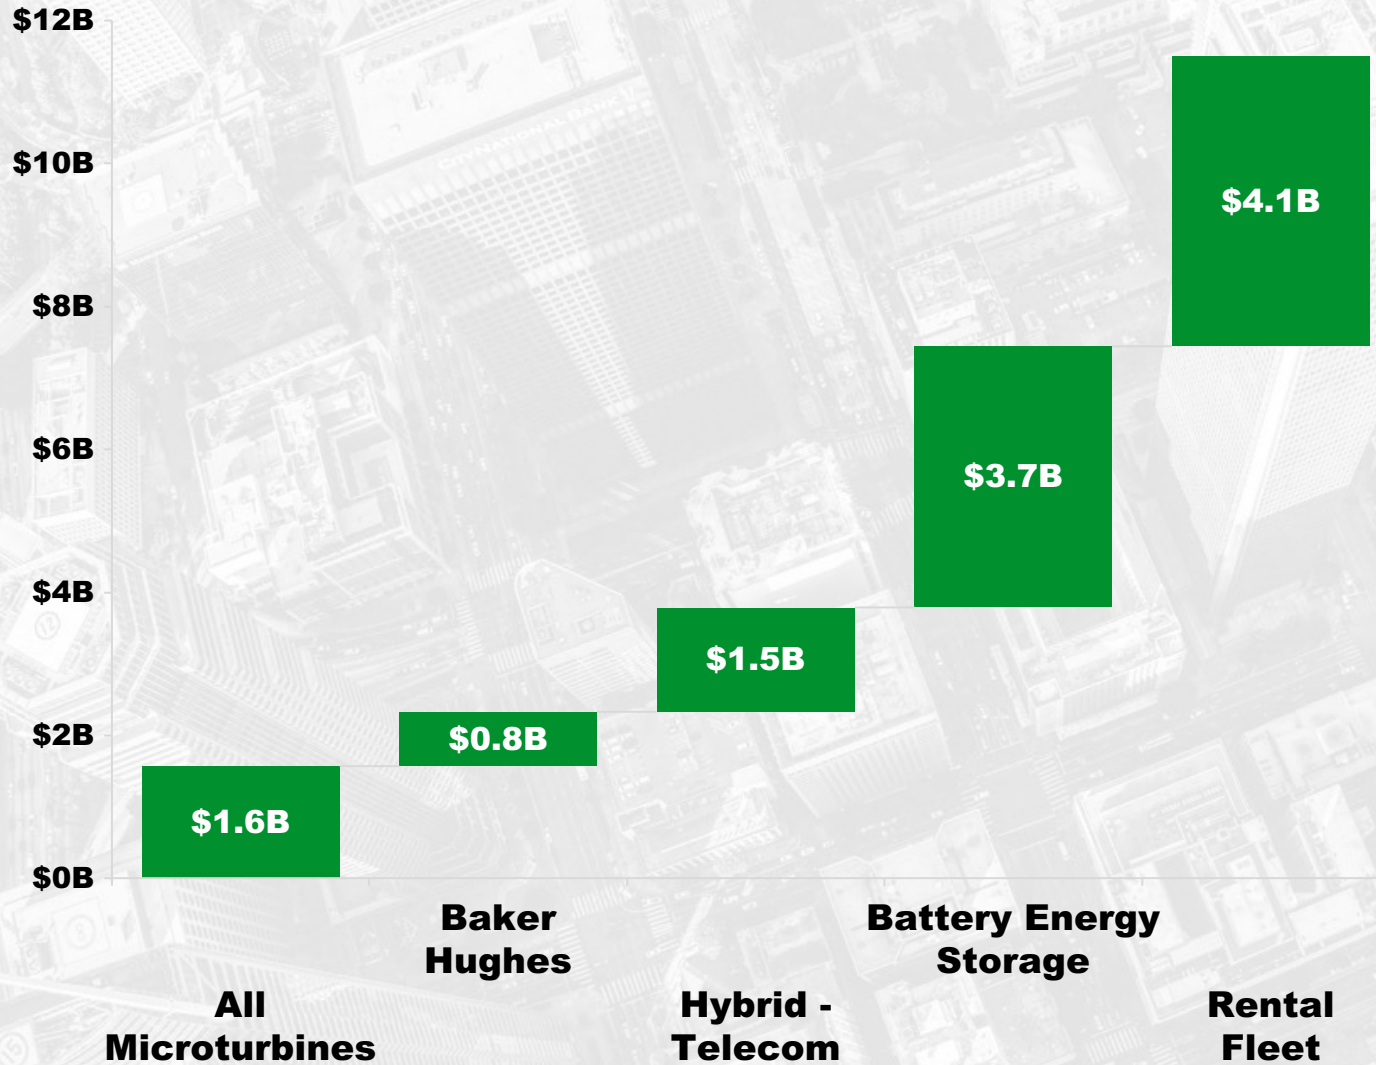 $12B
$10B
$8B
$6B
$4B
$2B
$0B
$1.6B
$0.8B
$1.5B
$3.7B
$4.1B
All
Microturbines
Baker
Hughes
Hybrid -
Telecom
Battery Energy
Storage
Rental
Fleet